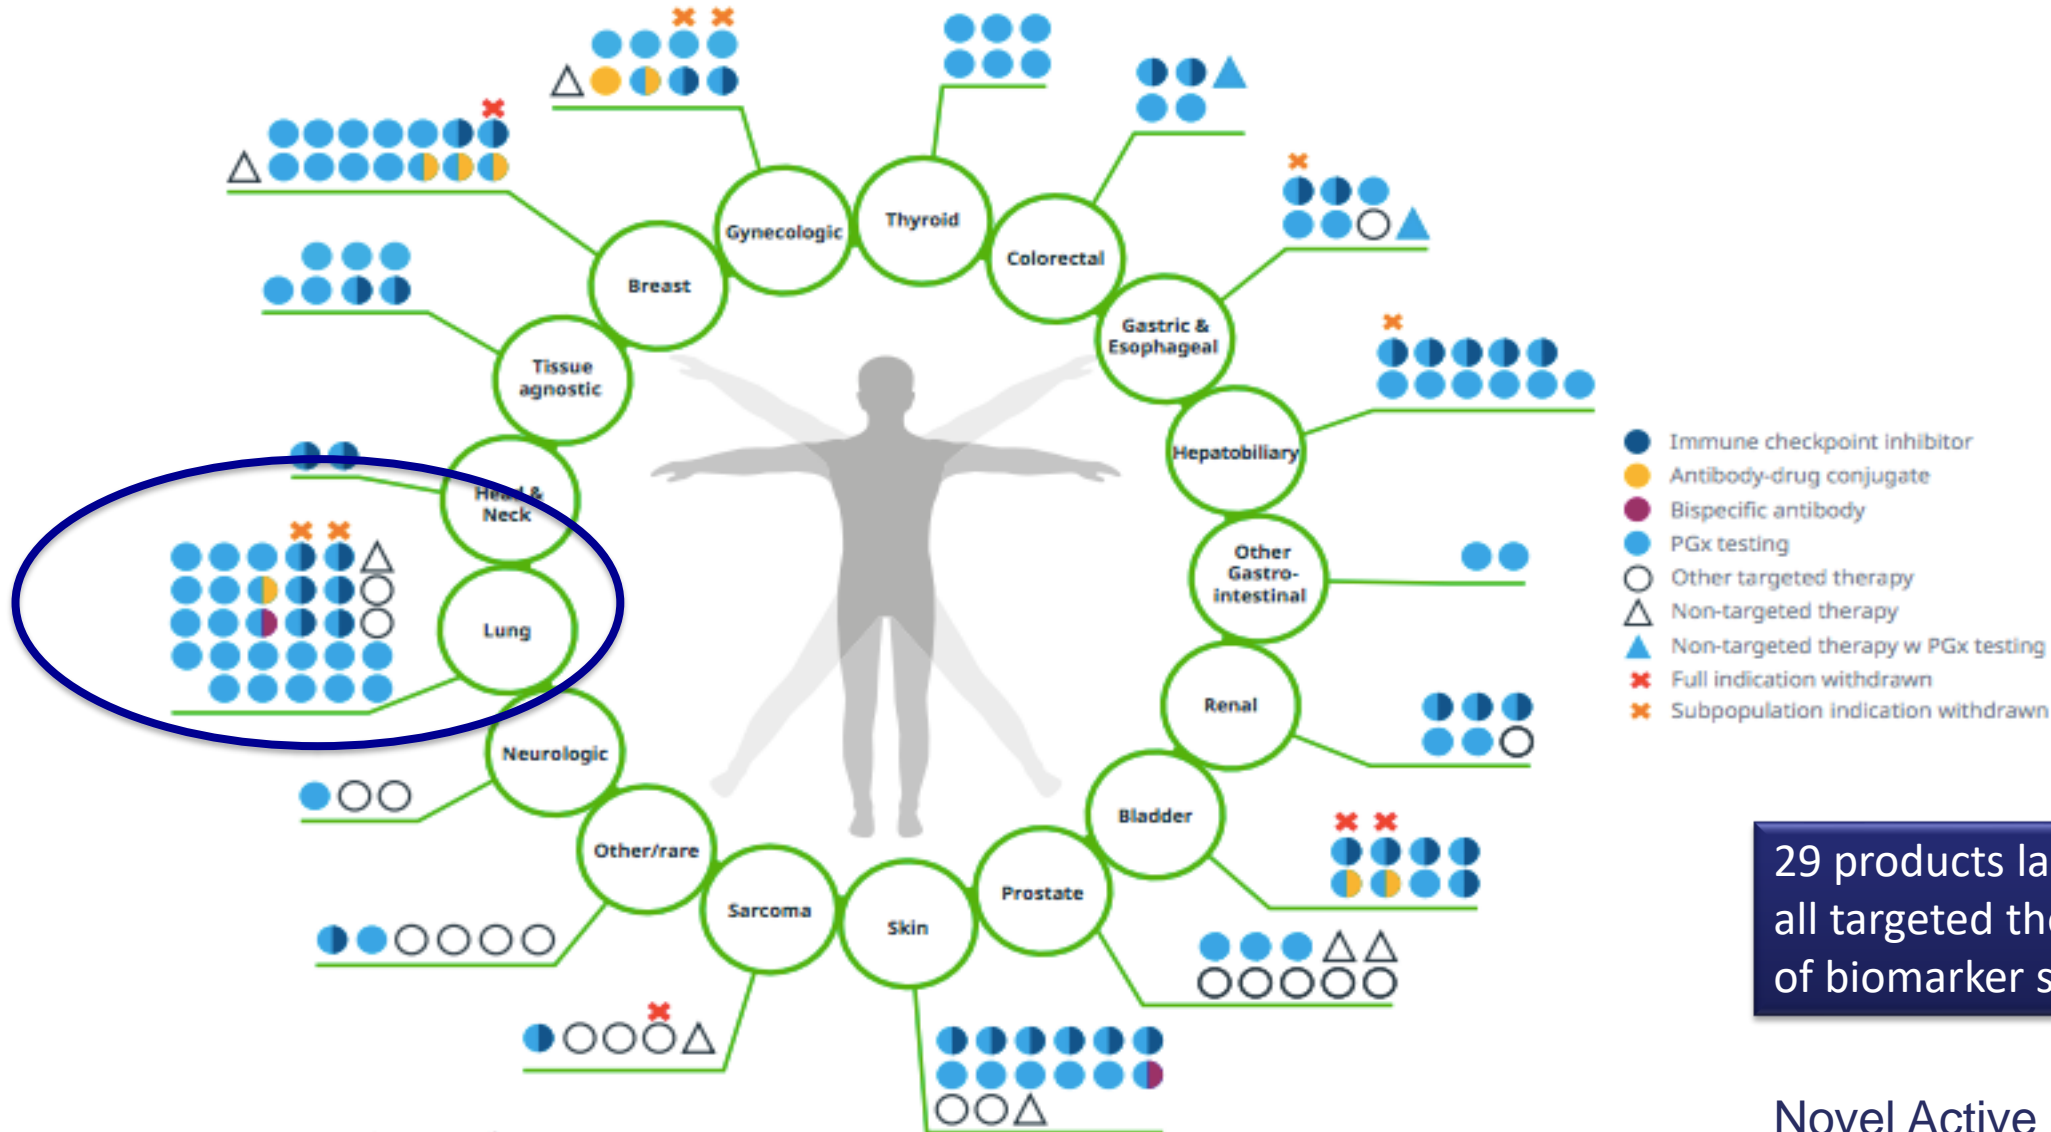 Gynecologic
Thyroid
Colorectal
Breast
Gastric &
Esophageal
Tissue
agnostic
Hepatobiliary
Head &
Neck
Other
Gastro-
intestinal
Lung
Renal
Neurologic
Bladder
Other/rare
Prostate
Sarcoma
Skin
Immune checkpoint inhibitor
Antibody-drug conjugate
Bispecific antibody
PGx testing
Other targeted therapy
Non-targeted therapy
Non-targeted therapy w PGx testing
Full indication withdrawn
Subpopulation indication withdrawn
29 products la
all targeted the
of biomarker s
Novel Active